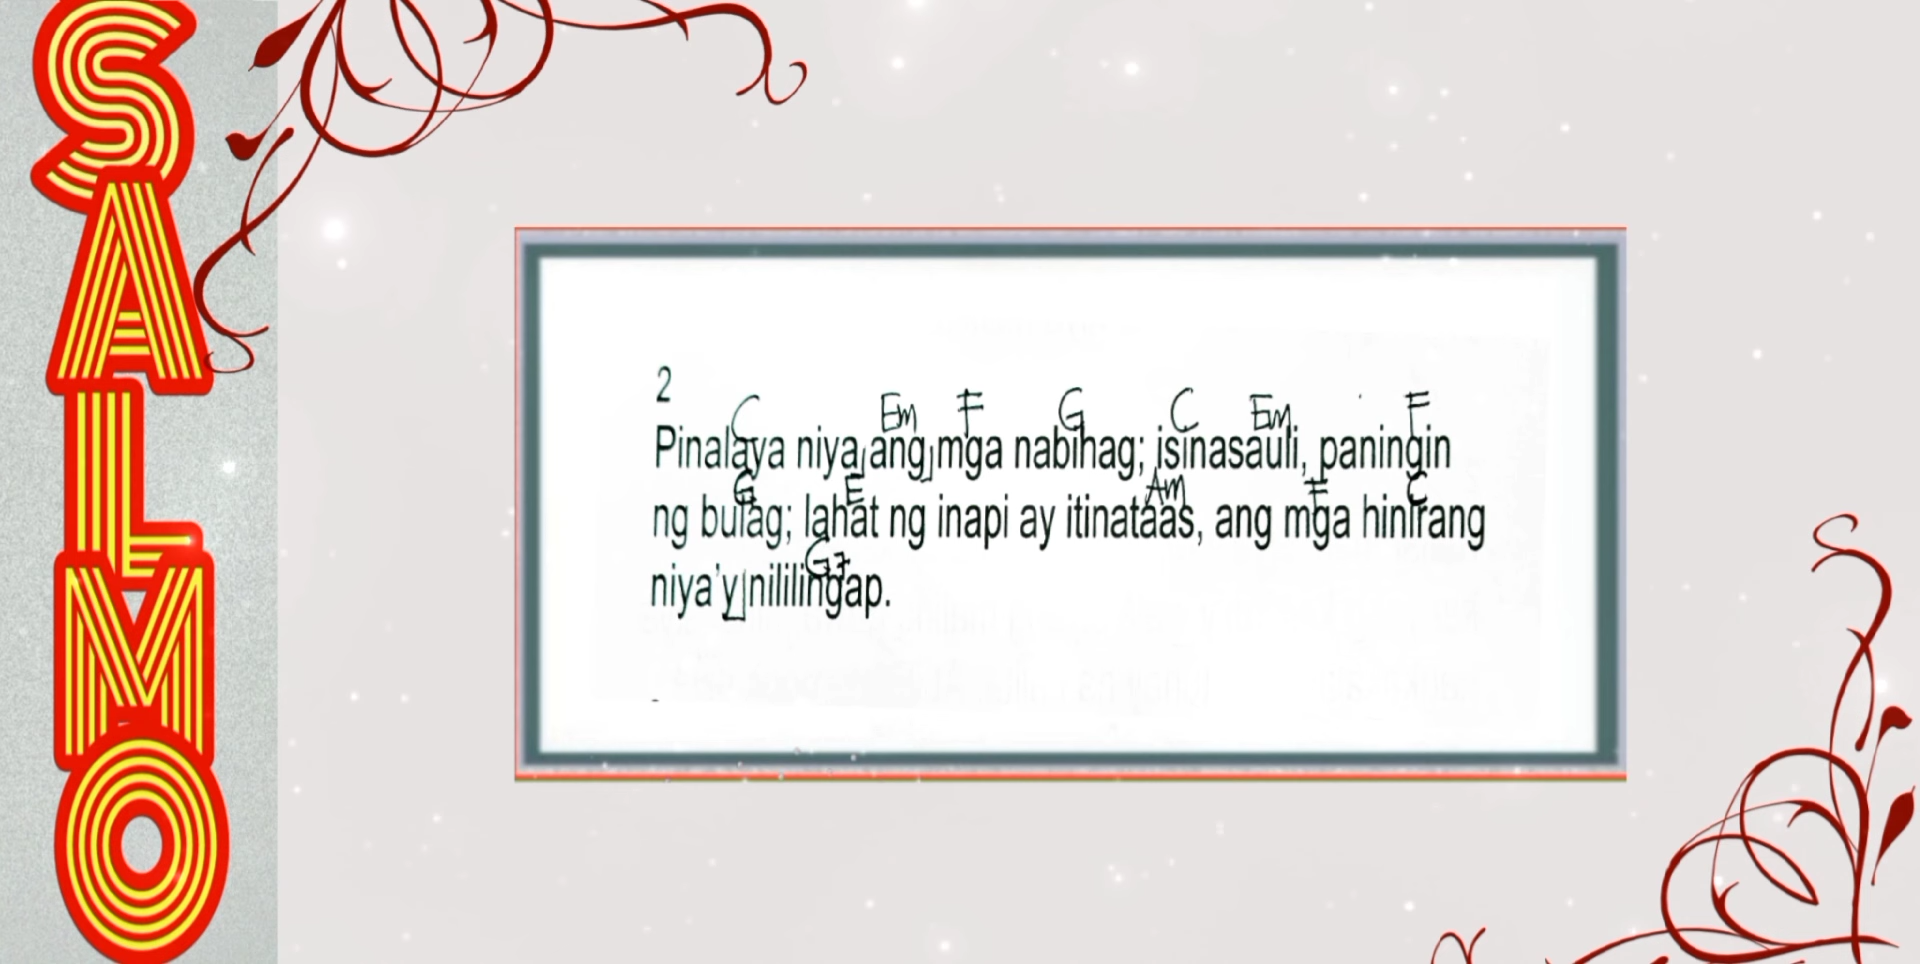 SALMO
2
C Em F G C Em F
Pinalaya niya ang mga nabihag; isinasauli, paningin
G E Am F C
ng bulag; lahat ng inapi ay itinataas, ang mga hinirang
G7
niya'y nililingap.